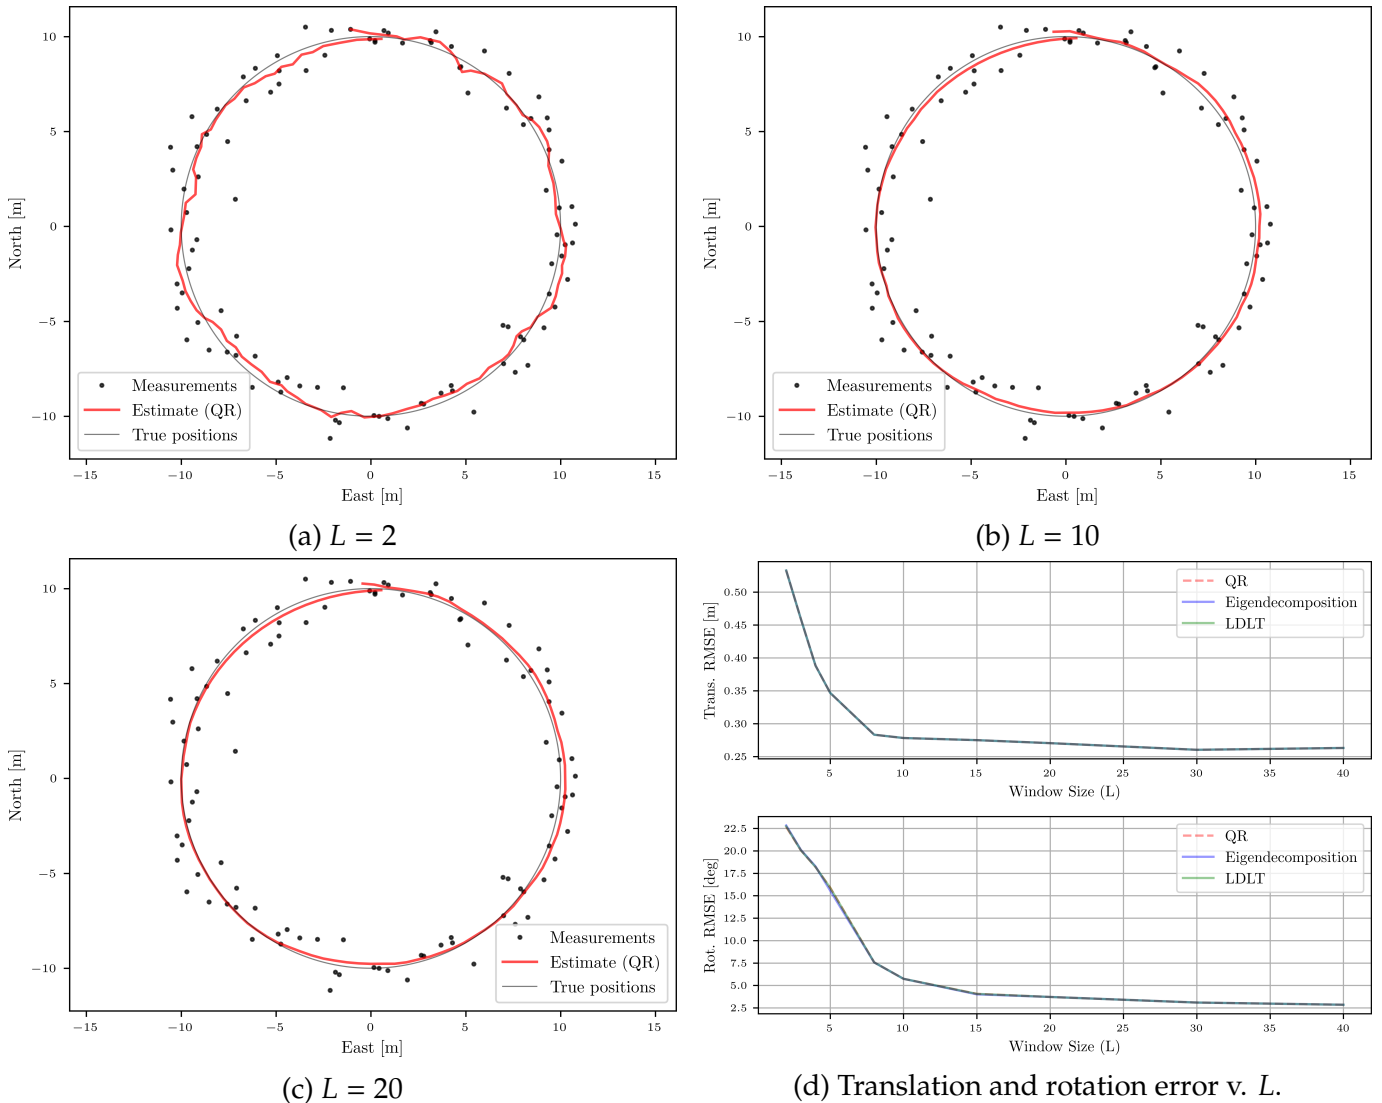 10
5
0
−5
−10
North [m]
Measurements
Estimate (QR)
True positions
−15 −10 −5 0 5 10 15
East [m]
(a) L = 2
10
5
0
−5
−10
North [m]
Measurements
Estimate (QR)
True positions
−15 −10 −5 0 5 10 15
East [m]
(b) L = 10
10
5
0
−5
−10
North [m]
Measurements
Estimate (QR)
True positions
−15 −10 −5 0 5 10 15
East [m]
(c) L = 20
0.50
0.45
0.40
0.35
0.30
0.25
Trans. RMSE [m]
QR
Eigendecomposition
LDLT
5 10 15 20 25 30 35 40
Window Size (L)
22.5
20.0
17.5
15.0
12.5
10.0
7.5
5.0
2.5
Rot. RMSE [deg]
QR
Eigendecomposition
LDLT
5 10 15 20 25 30 35 40
Window Size (L)
(d) Translation and rotation error v. L.